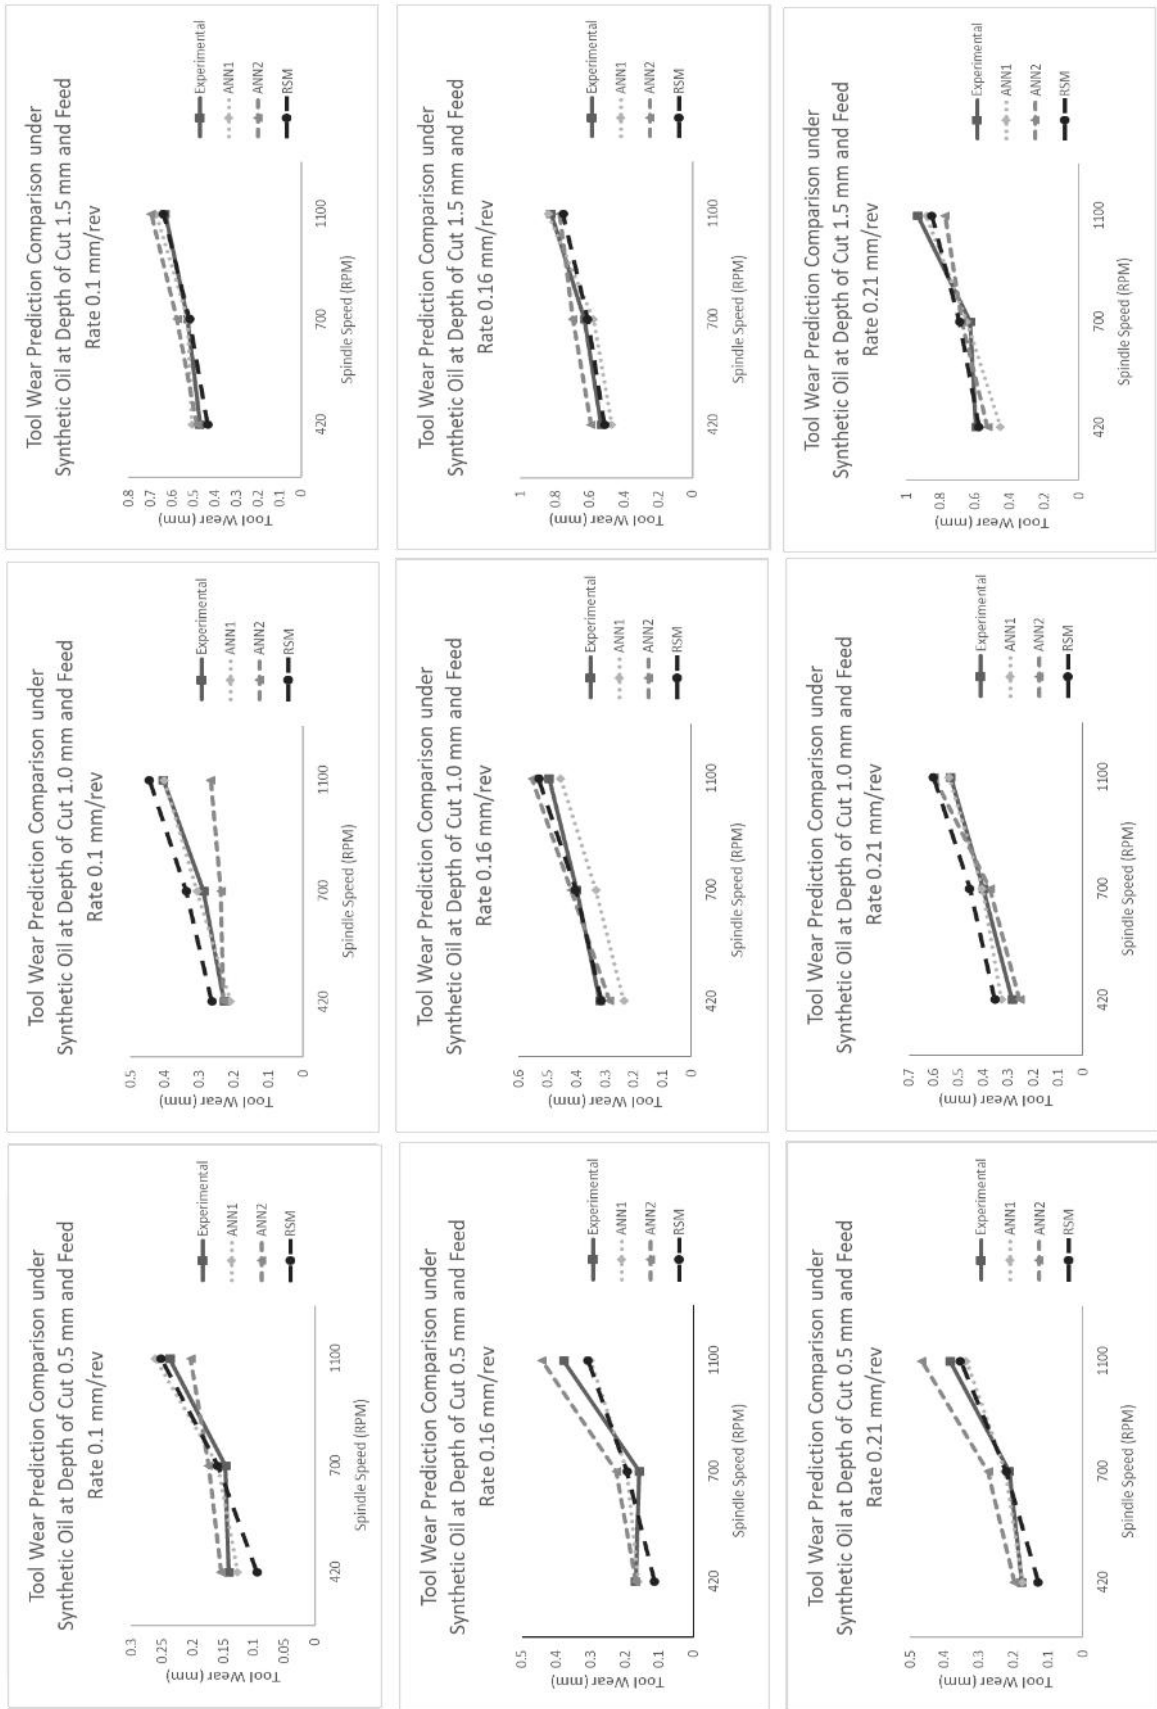 Tool Wear Prediction Comparison under
Synthetic Oil at Depth of Cut 0.5 mm and Feed
Rate 0.1 mm/rev
Tool Wear (mm)
0.3
0.25
0.2
0.15
0.1
0.05
0
420 700 1100
Spindle Speed (RPM)
Experimental
ANN1
ANN2
RSM
Tool Wear Prediction Comparison under
Synthetic Oil at Depth of Cut 1.0 mm and Feed
Rate 0.1 mm/rev
Tool Wear (mm)
0.5
0.4
0.3
0.2
0.1
0
420 700 1100
Spindle Speed (RPM)
Experimental
ANN1
ANN2
RSM
Tool Wear Prediction Comparison under
Synthetic Oil at Depth of Cut 1.5 mm and Feed
Rate 0.1 mm/rev
Tool Wear (mm)
0.8
0.7
0.6
0.5
0.4
0.3
0.2
0.1
0
420 700 1100
Spindle Speed (RPM)
Experimental
ANN1
ANN2
RSM
Tool Wear Prediction Comparison under
Synthetic Oil at Depth of Cut 0.5 mm and Feed
Rate 0.16 mm/rev
Tool Wear (mm)
0.5
0.4
0.3
0.2
0.1
0
420 700 1100
Spindle Speed (RPM)
Experimental
ANN1
ANN2
RSM
Tool Wear Prediction Comparison under
Synthetic Oil at Depth of Cut 1.0 mm and Feed
Rate 0.16 mm/rev
Tool Wear (mm)
0.6
0.5
0.4
0.3
0.2
0.1
0
420 700 1100
Spindle Speed (RPM)
Experimental
ANN1
ANN2
RSM
Tool Wear Prediction Comparison under
Synthetic Oil at Depth of Cut 1.5 mm and Feed
Rate 0.16 mm/rev
Tool Wear (mm)
1
0.8
0.6
0.4
0.2
0
420 700 1100
Spindle Speed (RPM)
Experimental
ANN1
ANN2
RSM
Tool Wear Prediction Comparison under
Synthetic Oil at Depth of Cut 0.5 mm and Feed
Rate 0.21 mm/rev
Tool Wear (mm)
0.5
0.4
0.3
0.2
0.1
0
420 700 1100
Spindle Speed (RPM)
Experimental
ANN1
ANN2
RSM
Tool Wear Prediction Comparison under
Synthetic Oil at Depth of Cut 1.0 mm and Feed
Rate 0.21 mm/rev
Tool Wear (mm)
0.7
0.6
0.5
0.4
0.3
0.2
0.1
0
420 700 1100
Spindle Speed (RPM)
Experimental
ANN1
ANN2
RSM
Tool Wear Prediction Comparison under
Synthetic Oil at Depth of Cut 1.5 mm and Feed
Rate 0.21 mm/rev
Tool Wear (mm)
1
0.8
0.6
0.4
0.2
0
420 700 1100
Spindle Speed (RPM)
Experimental
ANN1
ANN2
RSM